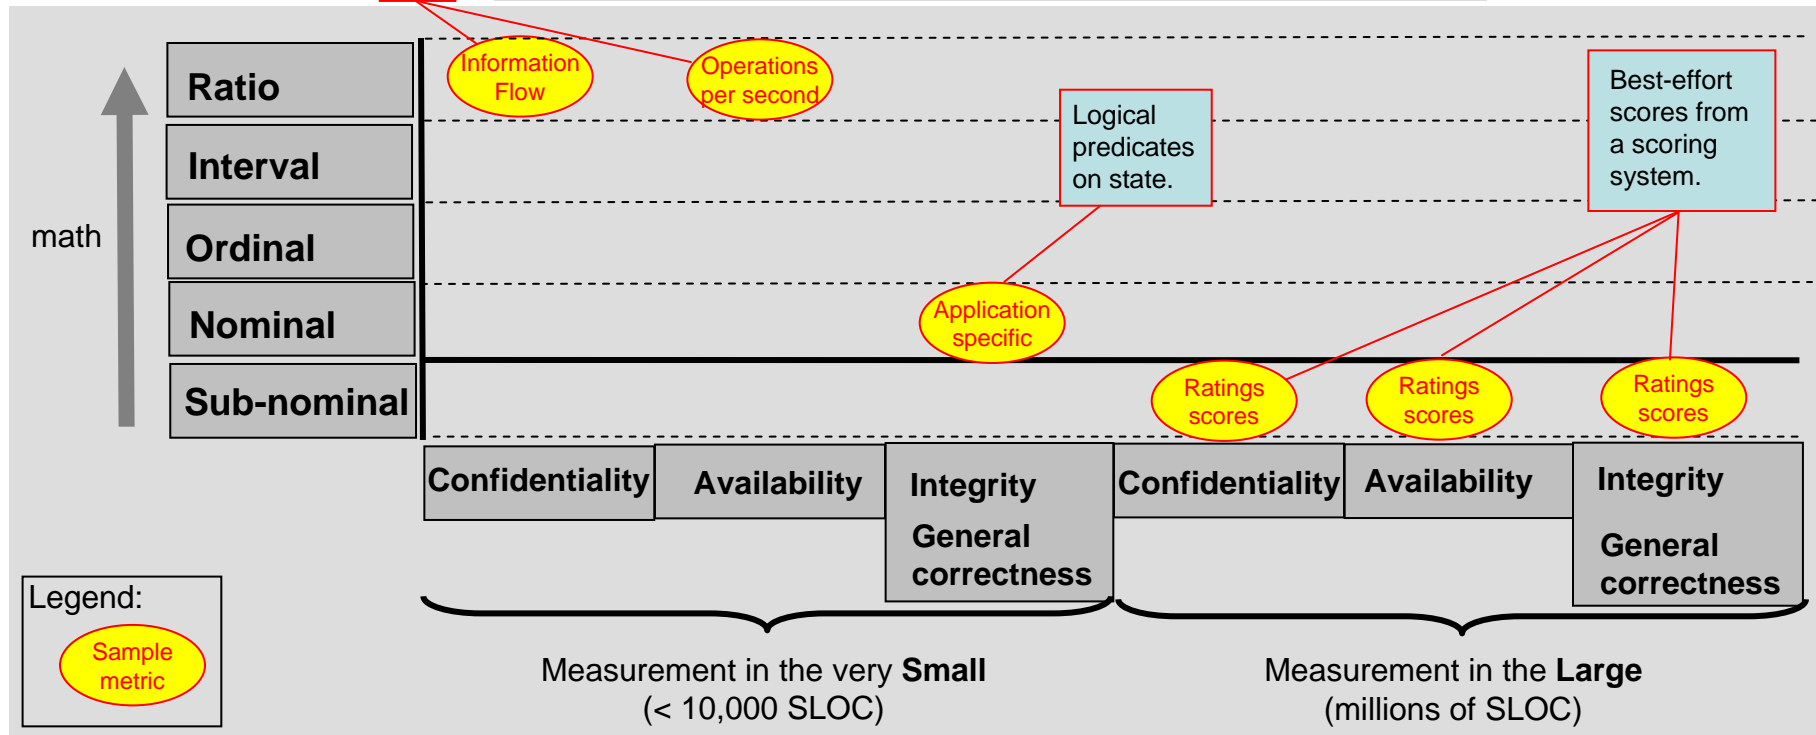 Information
Flow
Operations
per second
Best-effort
scores from
a scoring
system.
Ratio
Logical
predicates
on state.
Interval
math
Ordinal
Nominal
Application
specific
Sub-nominal
Ratings
scores
Ratings
scores
Ratings
scores
Confidentiality
Availability
Integrity
General
correctness
Confidentiality
Availability
Integrity
General
correctness
Legend:
Sample
metric
Measurement in the very Small
(< 10,000 SLOC)
Measurement in the Large
(millions of SLOC)